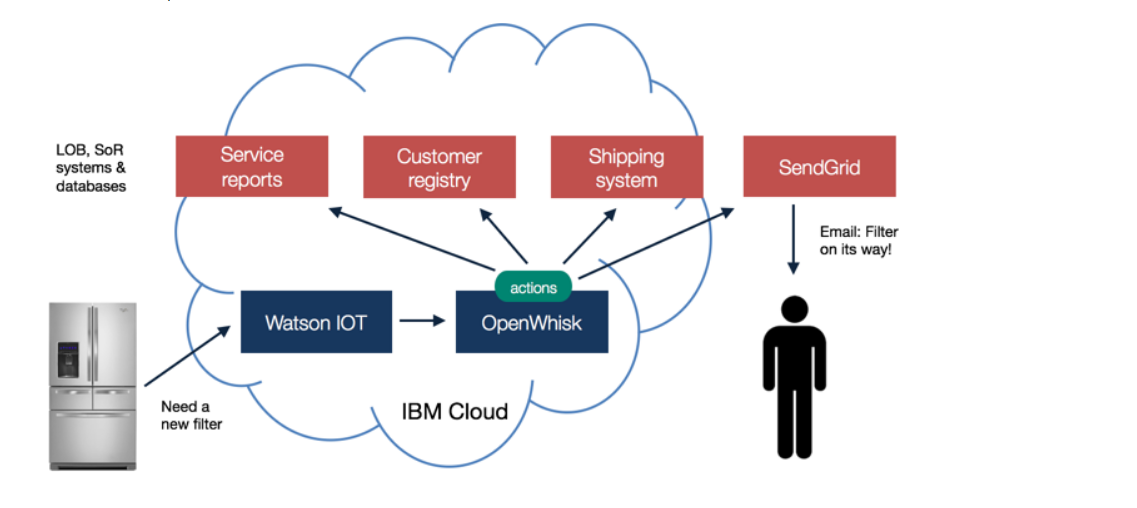 LOB, SoR
systems &
databases
Service
reports
Customer
registry
Shipping
system
SendGrid
Email: Filter
on its way!
actions
Watson IOT
OpenWhisk
Need a
new filter
IBM Cloud